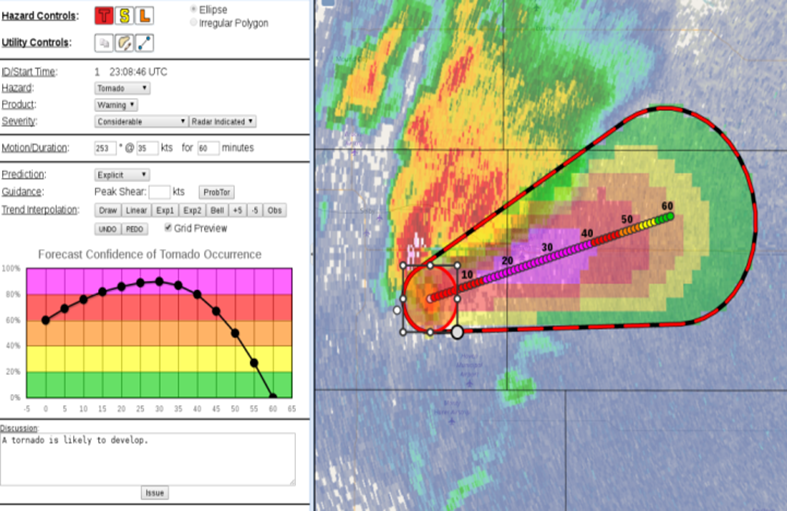 Hazard Controls: T S L Ellipse
Irregular Polygon
Utility Controls:
ID/Start Time: 1 23:08:46 UTC
Hazard: Tornado
Product: Warning
Severity: Considerable Radar Indicated
Motion/Duration: 253 ° @ 35 kts for 60 minutes
Prediction: Explicit
Guidance: Peak Shear: kts ProbTor
Trend Interpolation: Draw Linear Exp1 Exp2 Bell +5 -5 Obs
UNDO REDO Grid Preview
Forecast Confidence of Tornado Occurrence
100%
80%
60%
40%
20%
0%
-5 0 5 10 15 20 25 30 35 40 45 50 55 60 65
Discussion:
A tornado is likely to develop.
Issue
10 20 30 40 50 60